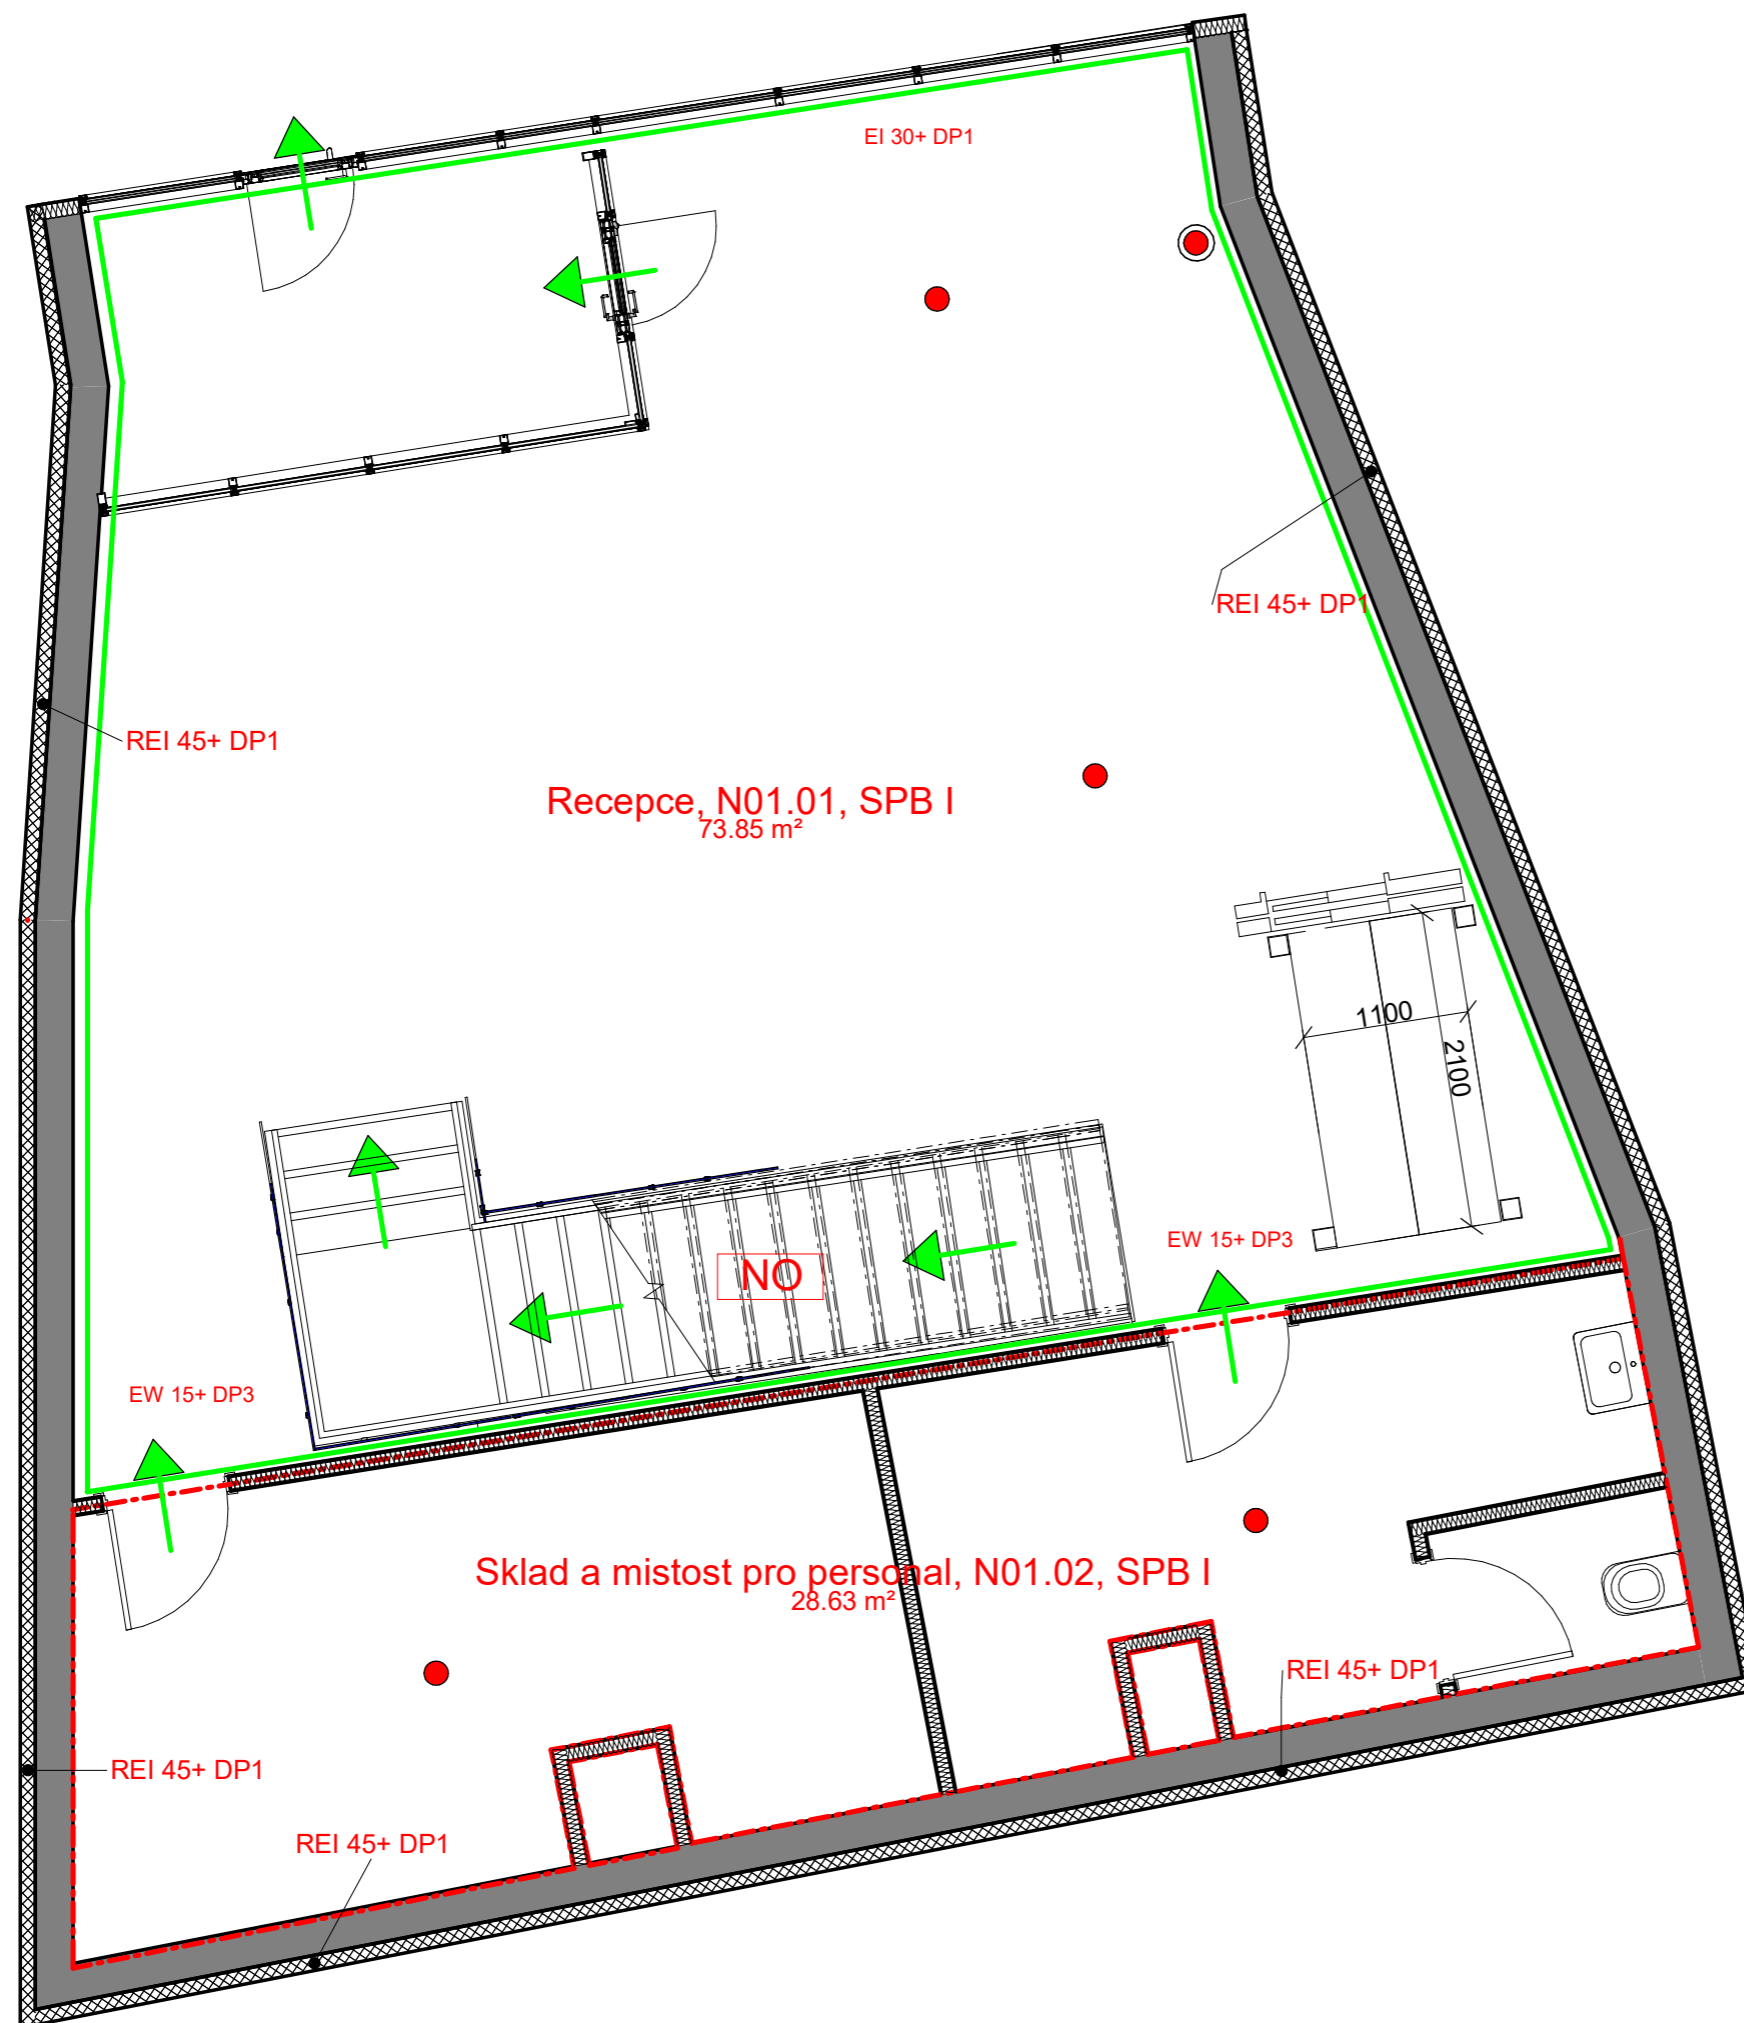 EI 30+ DP1
REI 45+ DP1
REI 45+ DP1
Recepce, N01.01, SPB I
73.85 m²
1100
2100
EW 15+ DP3
NO
EW 15+ DP3
Sklad a mistost pro personal, N01.02, SPB I
28.63 m²
REI 45+ DP1
REI 45+ DP1
REI 45+ DP1